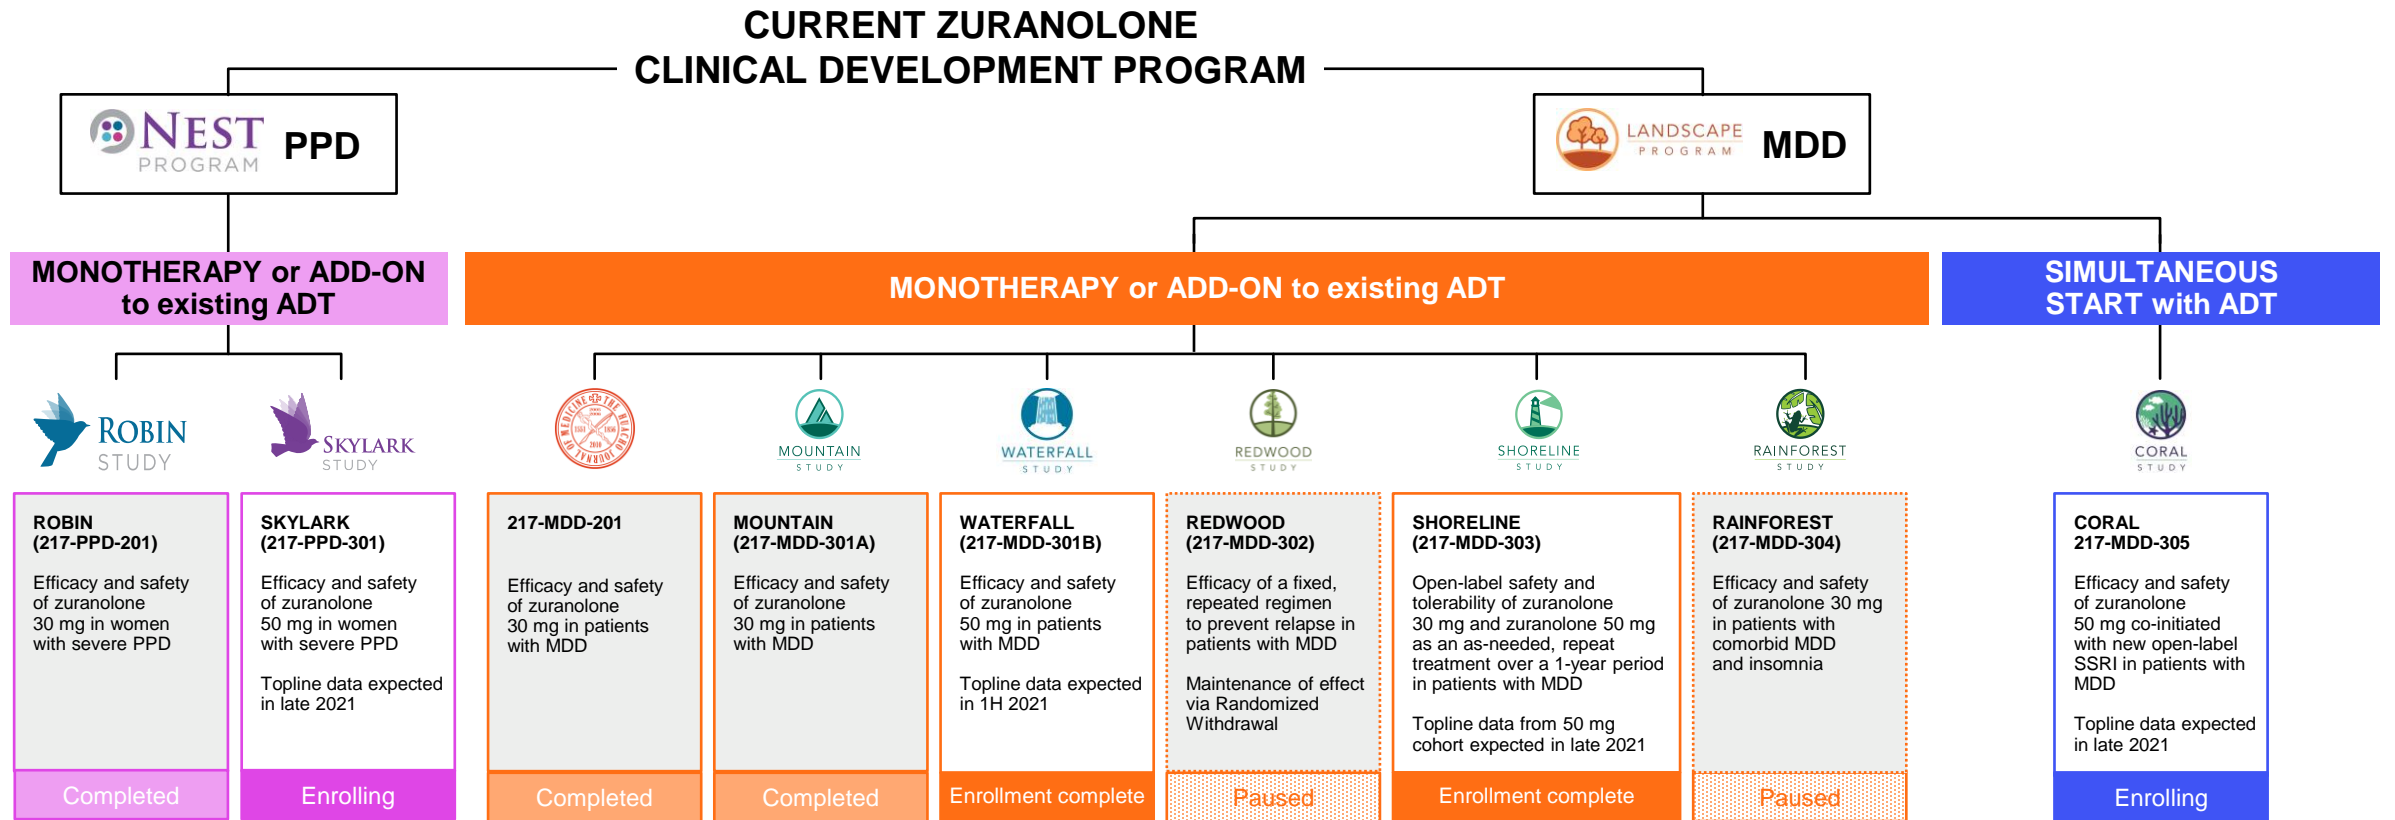 CURRENT ZURANOLONE
CLINICAL DEVELOPMENT PROGRAM
NEST
PROGRAM
PPD
LANDSCAPE
PROGRAM
MDD
MONOTHERAPY or ADD-ON
to existing ADT
MONOTHERAPY or ADD-ON to existing ADT
SIMULTANEOUS
START with ADT
ROBIN
STUDY
SKYLARK
STUDY
JOURNAL OF MEDICINE
THE HUACHO
MOUNTAIN
STUDY
WATERFALL
STUDY
REDWOOD
STUDY
SHORELINE
STUDY
RAINFOREST
STUDY
CORAL
STUDY
ROBIN
(217-PPD-201)
Efficacy and safety
of zuranolone
30 mg in women
with severe PPD
Completed
SKYLARK
(217-PPD-301)
Efficacy and safety
of zuranolone
50 mg in women
with severe PPD
Topline data expected
in late 2021
Enrolling
217-MDD-201
Efficacy and safety
of zuranolone
30 mg in patients
with MDD
Completed
MOUNTAIN
(217-MDD-301A)
Efficacy and safety
of zuranolone
30 mg in patients
with MDD
Completed
WATERFALL
(217-MDD-301B)
Efficacy and safety
of zuranolone
50 mg in patients
with MDD
Topline data expected
in 1H 2021
Enrollment complete
REDWOOD
(217-MDD-302)
Efficacy of a fixed,
repeated regimen
to prevent relapse in
patients with MDD
Maintenance of effect
via Randomized
Withdrawal
Paused
SHORELINE
(217-MDD-303)
Open-label safety and
tolerability of zuranolone
30 mg and zuranolone 50 mg
as an as-needed, repeat
treatment over a 1-year period
in patients with MDD
Topline data from 50 mg
cohort expected in late 2021
Enrollment complete
RAINFOREST
(217-MDD-304)
Efficacy and safety
of zuranolone 30 mg
in patients with
comorbid MDD
and insomnia
Paused
CORAL
217-MDD-305
Efficacy and safety
of zuranolone
50 mg co-initiated
with new open-label
SSRI in patients with
MDD
Topline data expected
in late 2021
Enrolling